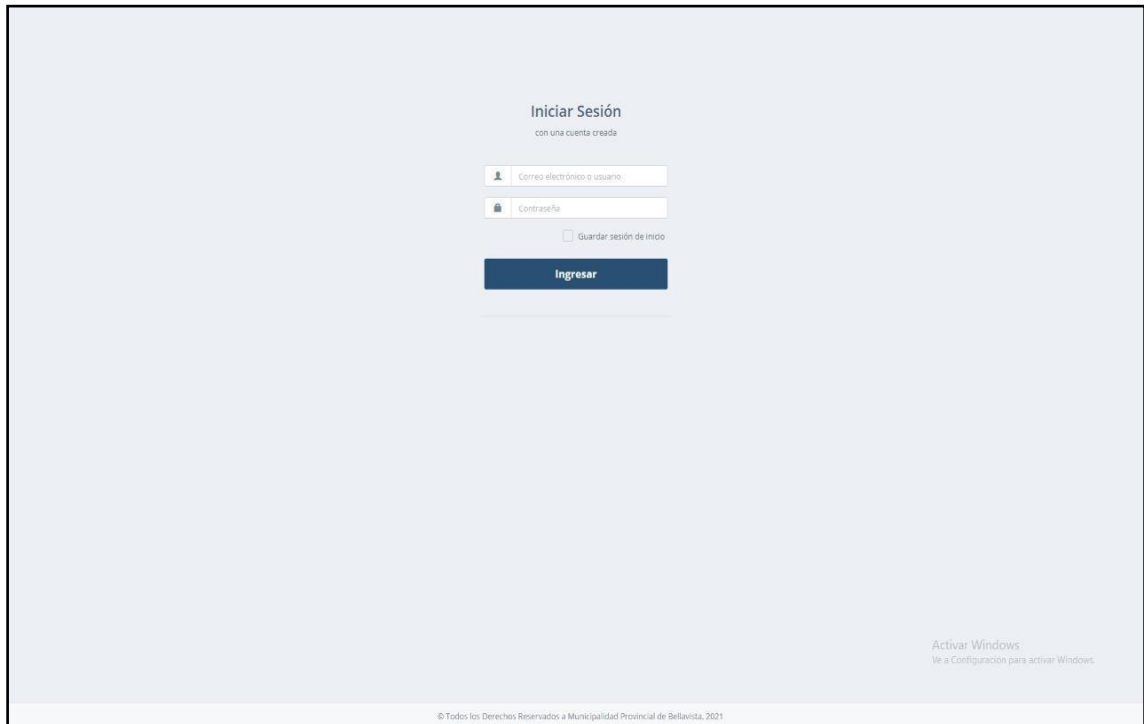 Iniciar Sesión
con una cuenta creada
Correo electrónico o usuario
Contraseña
Guardar sesión de inicio
Ingresar
Activar Windows
Ve a Configuración para activar Windows.
© Todos los Derechos Reservados a Municipalidad Provincial de Bellavista, 2021